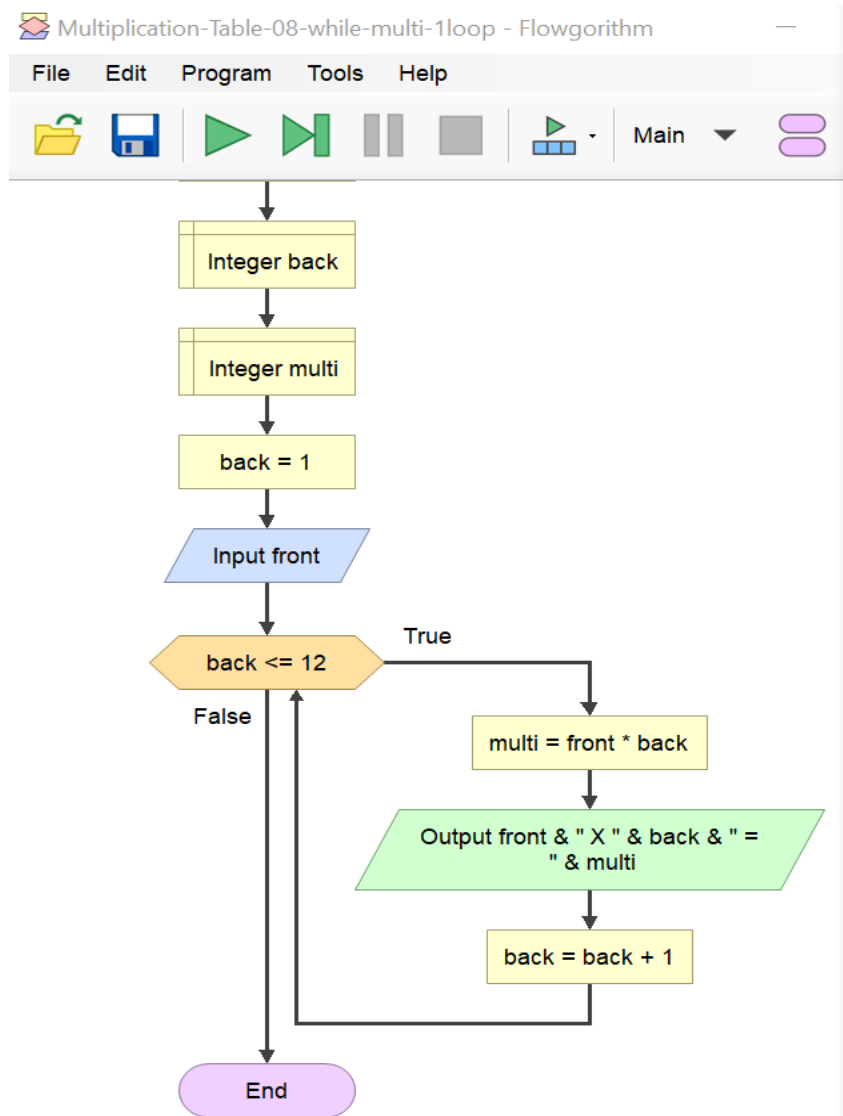 Multiplication-Table-08-while-multi-1loop - Flowgorithm
File Edit Program Tools Help
Main
Integer back
Integer multi
back = 1
Input front
back <= 12
True
False
multi = front * back
Output front & " X " & back & " =
" & multi
back = back + 1
End